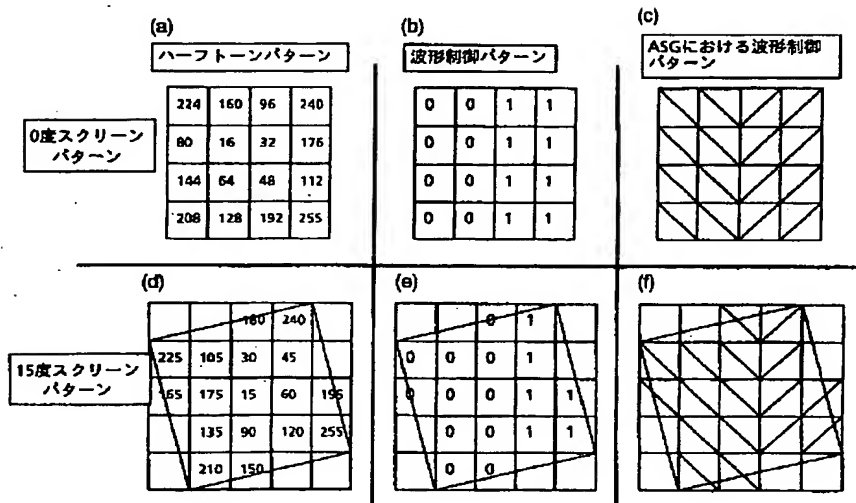 (a)
(b)
(c)
ハーフトーンパターン
波形制御パターン
ASGにおける波形制御
パターン
0度スクリーン
パターン
224 160 96 240
80 16 32 176
144 64 48 112
208 128 192 255
0 0 1 1
0 0 1 1
0 0 1 1
0 0 1 1
(d)
(e)
(f)
15度スクリーン
パターン
180 240
225 105 30 45
165 175 15 60 195
135 90 120 255
210 150
0 1
0 0 0 1
0 0 0 1 1
0 0 1 1
0 0